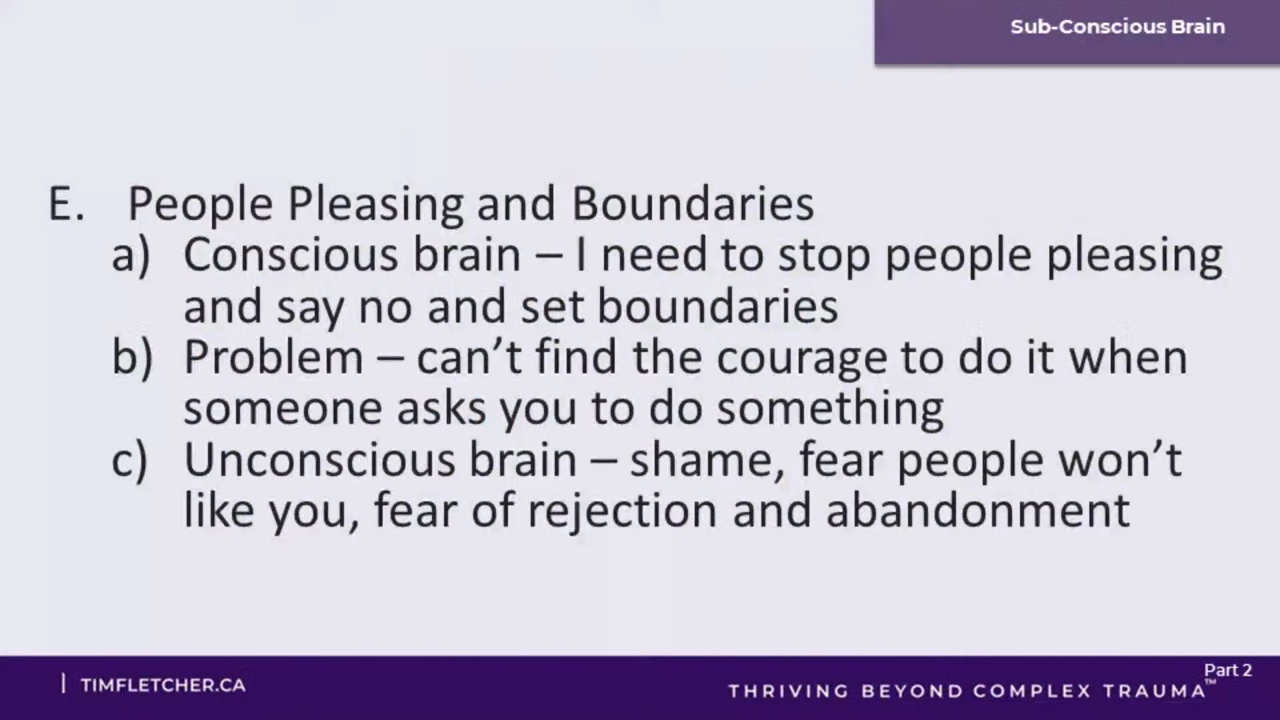 Sub-Conscious Brain
E. People Pleasing and Boundaries
a) Conscious brain – I need to stop people pleasing
and say no and set boundaries
b) Problem – can’t find the courage to do it when
someone asks you to do something
c) Unconscious brain – shame, fear people won’t
like you, fear of rejection and abandonment
| TIMFLETCHER.CA
THRIVING BEYOND COMPLEX TRAUMA™
Part 2